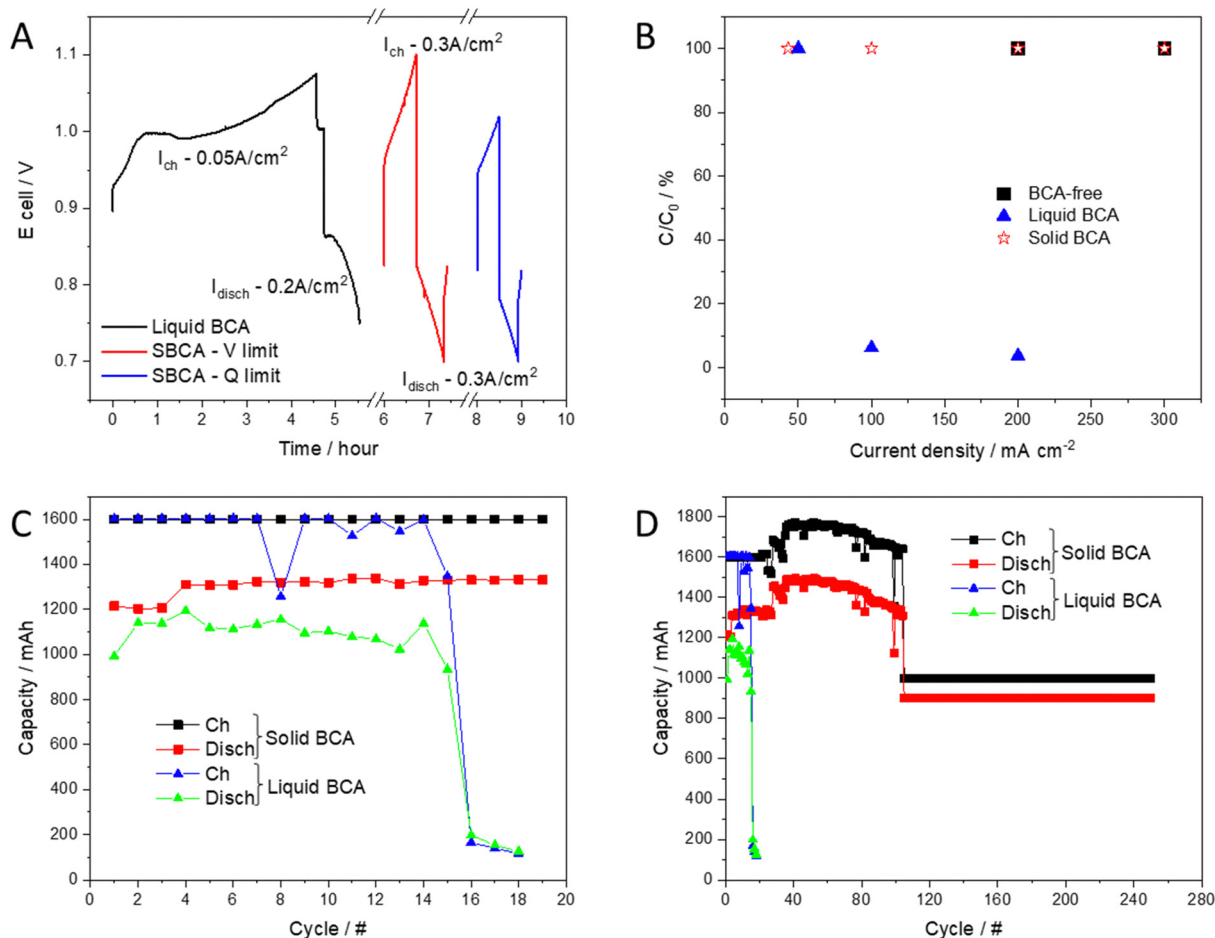 A
I_ch - 0.3A/cm²
1.1
1.0
I_ch - 0.05A/cm²
E cell / V
0.9
0.8
I_disch - 0.2A/cm²
Liquid BCA
SBCA - V limit
SBCA - Q limit
I_disch - 0.3A/cm²
0.7
0 1 2 3 4 5 6 7 8 9 10
Time / hour
B
100
80
60
C/C₀ / %
BCA-free
Liquid BCA
Solid BCA
40
20
0
0 50 100 150 200 250 300
Current density / mA cm⁻²
C
1600
1400
1200
1000
Capacity / mAh
800
600
400
200
0
Ch
Disch
Solid BCA
Ch
Disch
Liquid BCA
0 2 4 6 8 10 12 14 16 18 20
Cycle / #
D
1800
1600
1400
1200
1000
Capacity / mAh
800
600
400
200
0
Ch
Disch
Solid BCA
Ch
Disch
Liquid BCA
0 40 80 120 160 200 240 280
Cycle / #